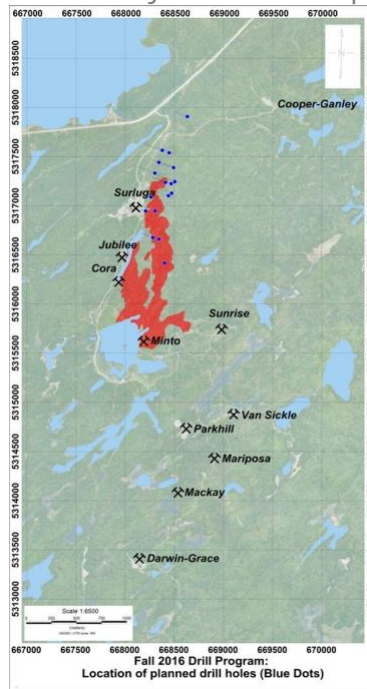 667000 667500 668000 668500 669000 669500 670000
5318500
5318000
Cooper-Ganley
5317500
5317000
Surluga
5316500
Jubilee
Cora
5316000
Sunrise
Minto
5315500
5315000
Van Sickle
Parkhill
5314500
Mariposa
5314000
Mackay
5313500
Darwin-Grace
5313000
Scale 1:6500
667000 667500 668000 668500 669000 669500 670000
Fall 2016 Drill Program:
Location of planned drill holes (Blue Dots)